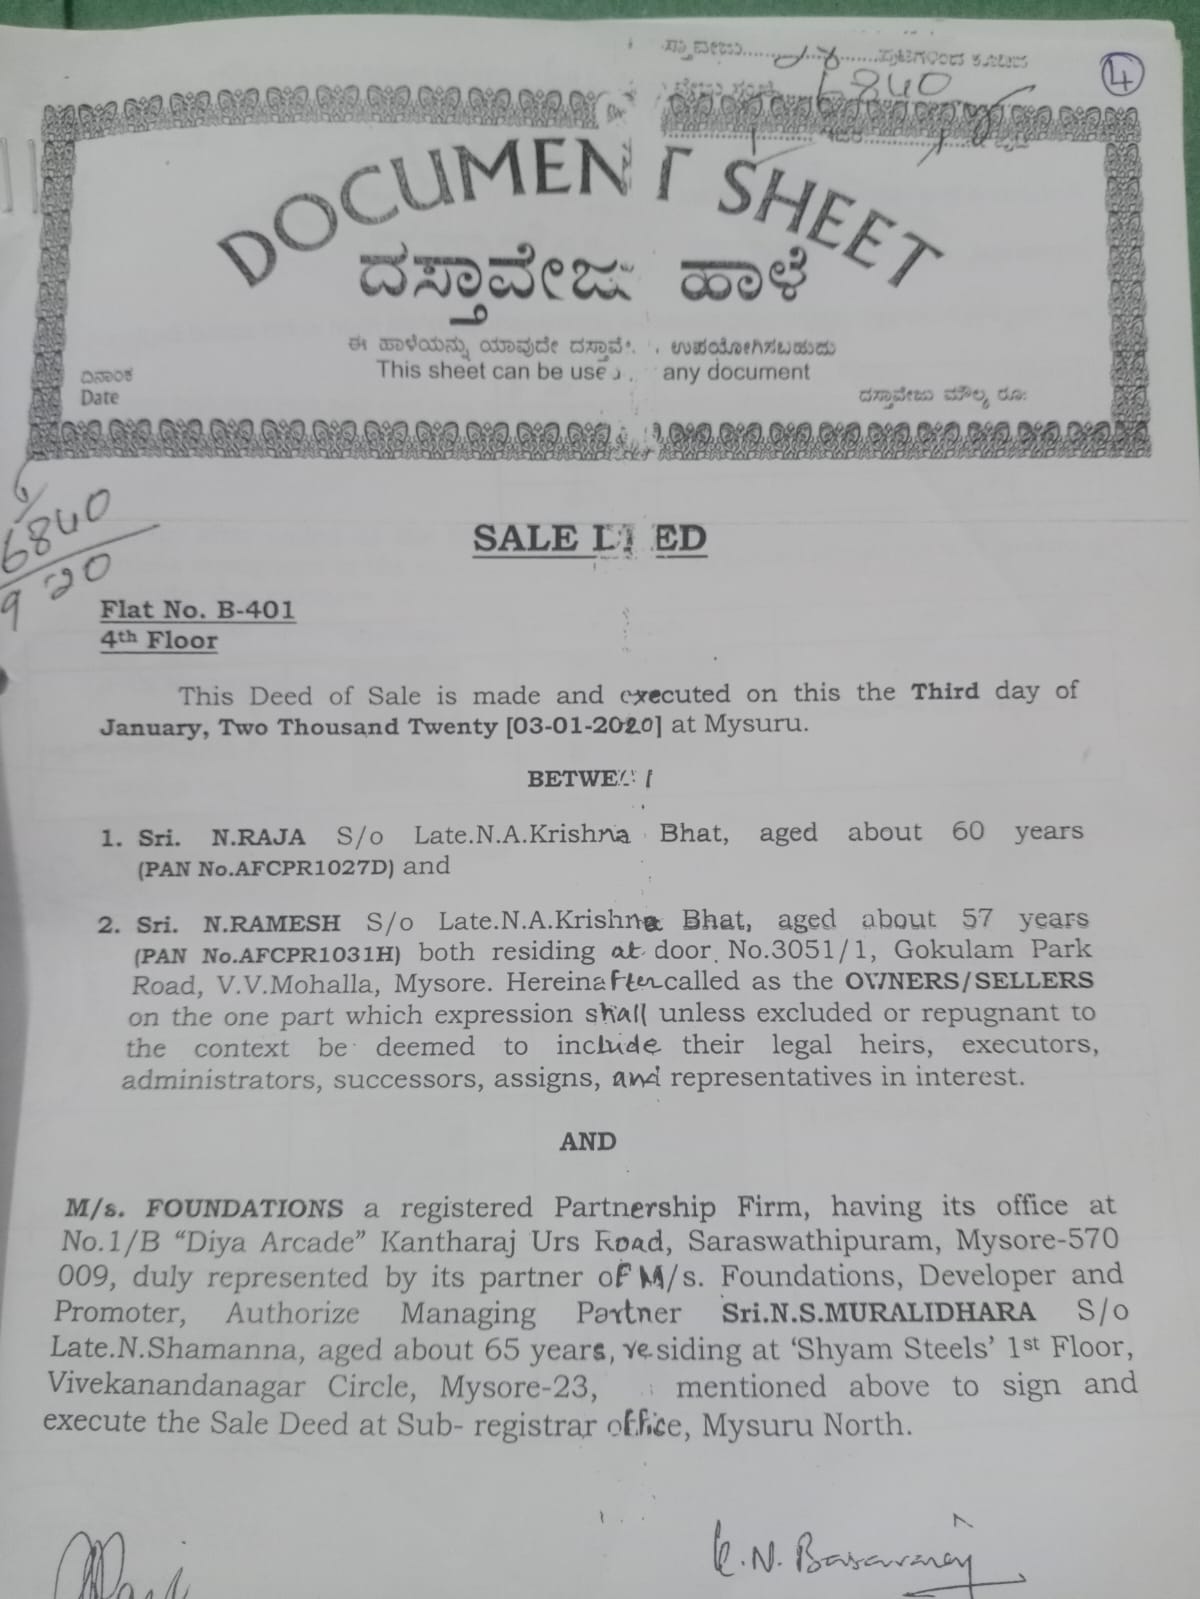 ದಸ್ತಾವೇಜು........ಪುಟಗಳುಳ್ಳ
6840
4
DOCUMENT SHEET
ದಸ್ತಾವೇಜು ಹಾಳೆ
ಈ ಹಾಳೆಯನ್ನು ಯಾವುದೇ ದಸ್ತಾವೇ ಉಪಯೋಗಿಸಬಹುದು
This sheet can be use any document
ದಿನಾಂಕ
Date
ದಸ್ತಾವೇಜು ಮೌಲ್ಯ ರೂ:
6840
9 20
SALE DEED
Flat No. B-401
4th Floor
This Deed of Sale is made and executed on this the Third day of
January, Two Thousand Twenty [03-01-2020] at Mysuru.
BETWEEN
1. Sri. N.RAJA S/o Late.N.A.Krishna Bhat, aged about 60 years
(PAN No.AFCPR1027D) and
2. Sri. N.RAMESH S/o Late.N.A.Krishna Bhat, aged about 57 years
(PAN No.AFCPR1031H) both residing at door No.3051/1, Gokulam Park
Road, V.V.Mohalla, Mysore. Hereinafter called as the OWNERS/SELLERS
on the one part which expression shall unless excluded or repugnant to
the context be deemed to include their legal heirs, executors,
administrators, successors, assigns, and representatives in interest.
AND
M/s. FOUNDATIONS a registered Partnership Firm, having its office at
No.1/B “Diya Arcade” Kantharaj Urs Road, Saraswathipuram, Mysore-570
009, duly represented by its partner of M/s. Foundations, Developer and
Promoter, Authorize Managing Partner Sri.N.S.MURALIDHARA S/o
Late.N.Shamanna, aged about 65 years, residing at ‘Shyam Steels’ 1st Floor,
Vivekanandanagar Circle, Mysore-23, mentioned above to sign and
execute the Sale Deed at Sub- registrar office, Mysuru North.
K.N. Basavaraj